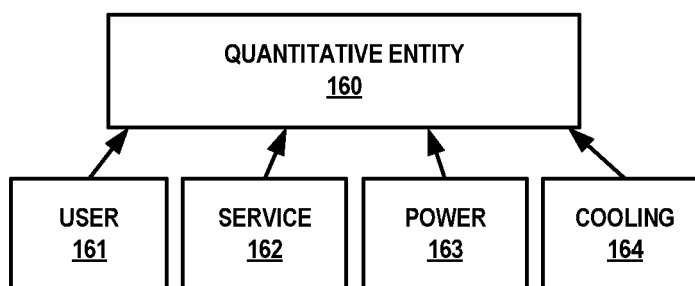 QUANTITATIVE ENTITY
160
USER
161
SERVICE
162
POWER
163
COOLING
164